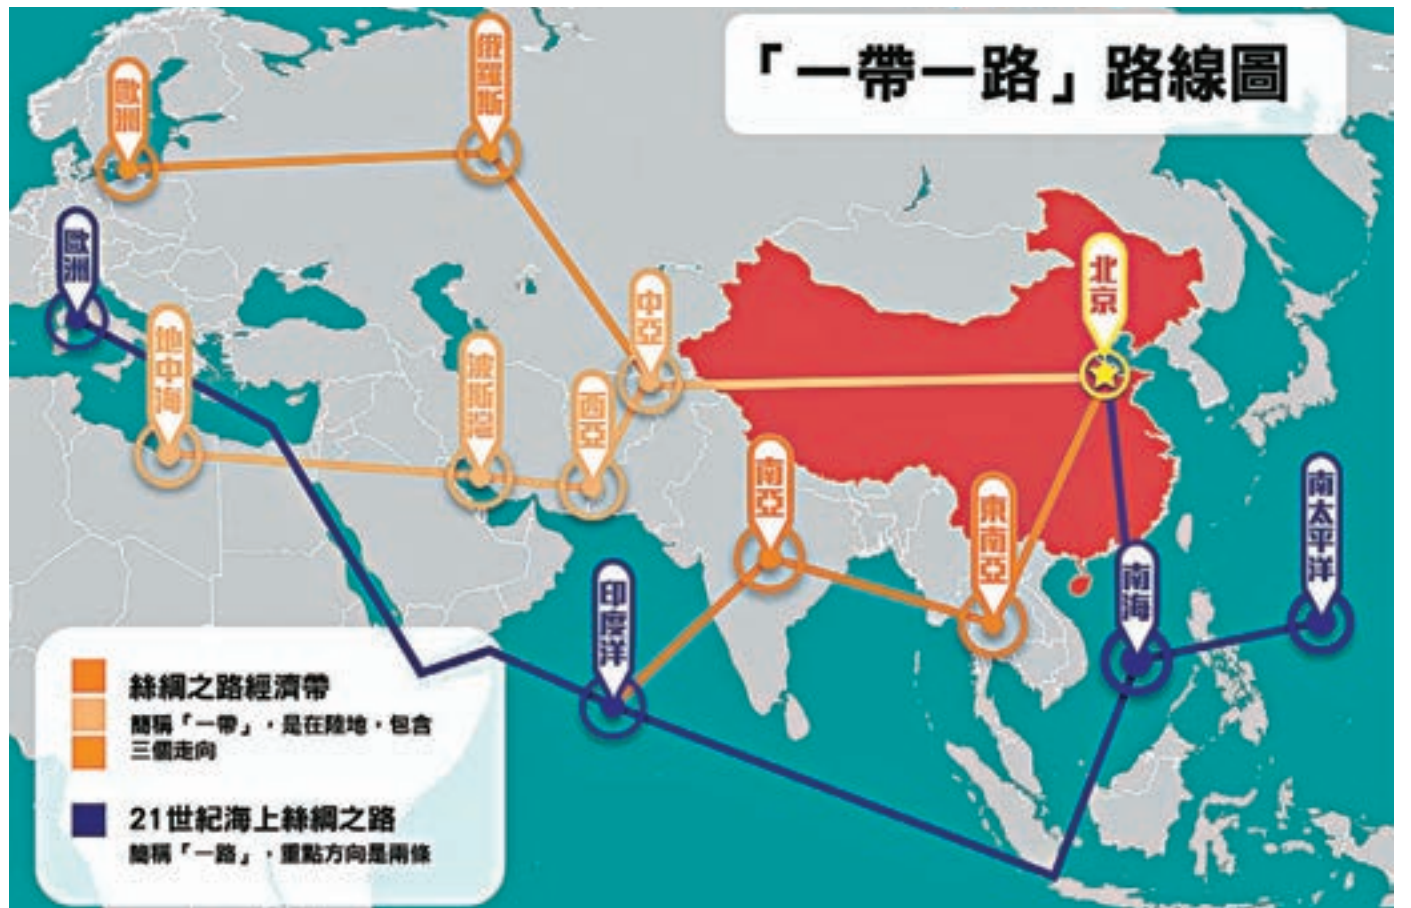 「一帶一路」路線圖
俄羅斯
歐洲
歐洲
北京
中亞
地中海
波斯灣
西亞
南亞
東南亞
南太平洋
南海
印度洋
絲綢之路經濟帶
簡稱「一帶」，是在陸地，包含
三個走向
21世紀海上絲綢之路
簡稱「一路」，重點方向是兩條